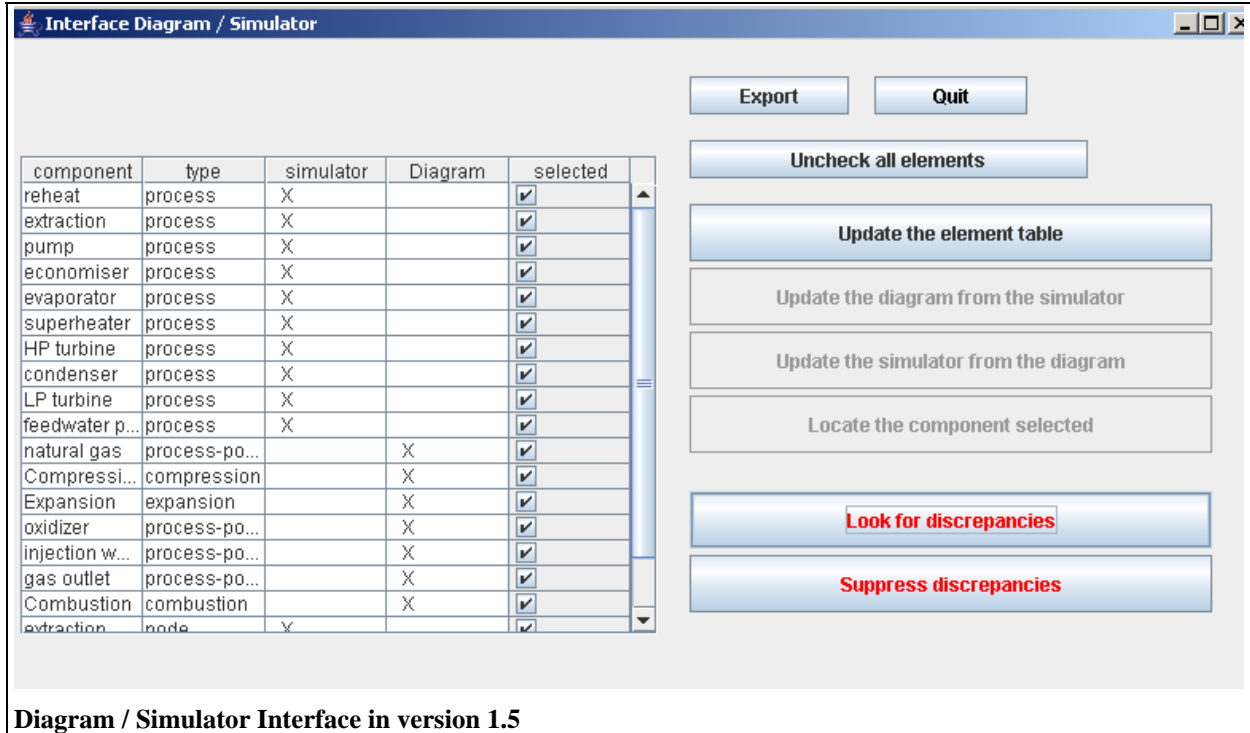 Interface Diagram / Simulator
Export Quit
Uncheck all elements
component type simulator Diagram selected
reheat process X
extraction process X
pump process X
economiser process X
evaporator process X
superheater process X
HP turbine process X
condenser process X
LP turbine process X
feedwater p... process X
natural gas process-po... X
Compressi... compression X
Expansion expansion X
oxidizer process-po... X
injection w... process-po... X
gas outlet process-po... X
Combustion combustion X
extraction node X
Update the element table
Update the diagram from the simulator
Update the simulator from the diagram
Locate the component selected
Look for discrepancies
Suppress discrepancies
Diagram / Simulator Interface in version 1.5